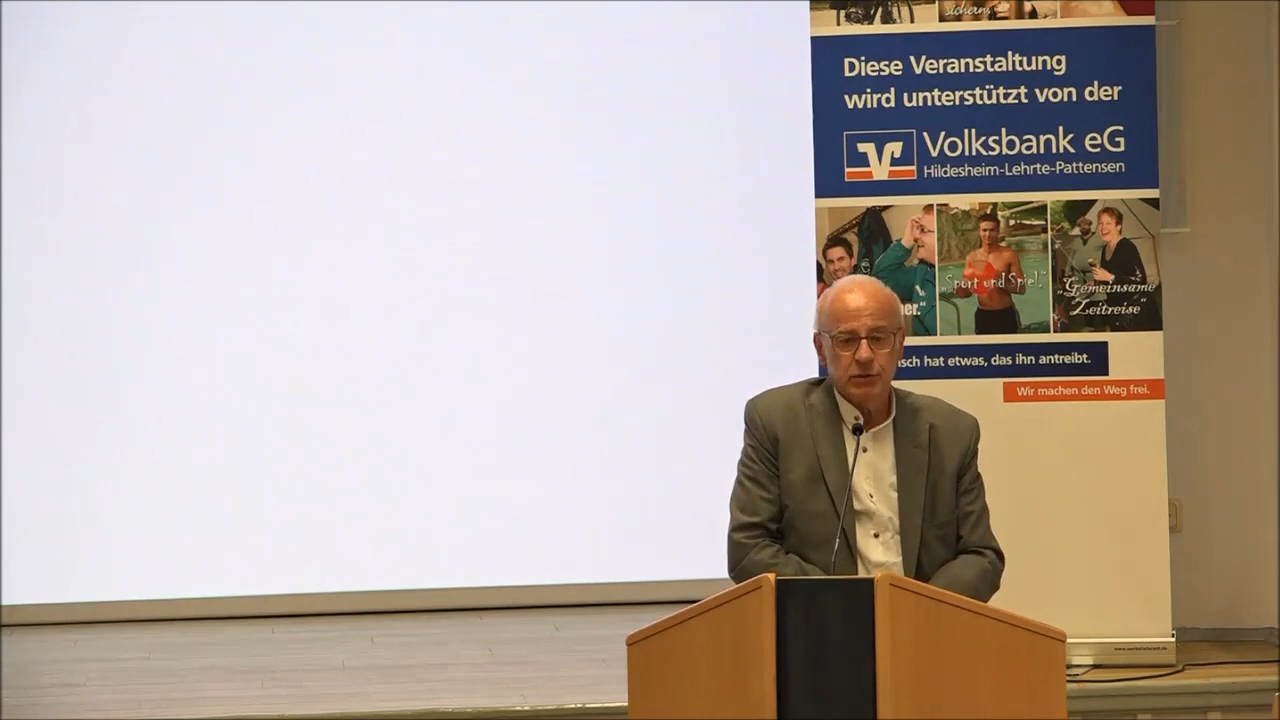 sichern
Diese Veranstaltung
wird unterstützt von der
Volksbank eG
Hildesheim-Lehrte-Pattensen
er."
„Sport und Spiel."
„Gemeinsame
Zeitreise"
sch hat etwas, das ihn antreibt.
Wir machen den Weg frei.